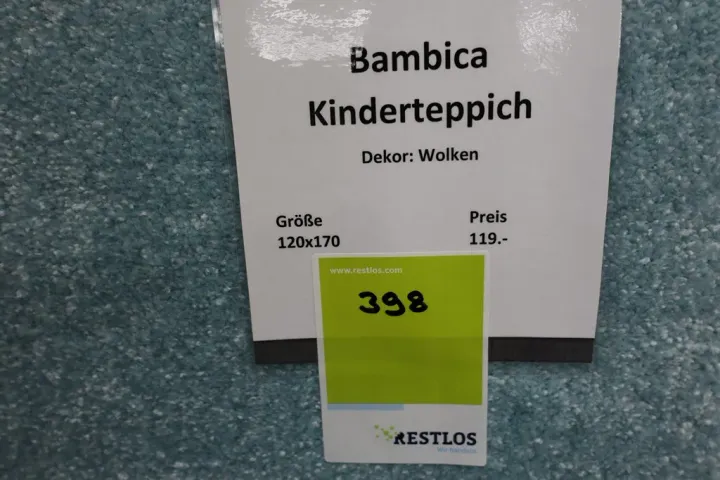 Bambica
Kinderteppich
Dekor: Wolken
Größe Preis
120x170 119.-
www.restlos.com
398
RESTLOS